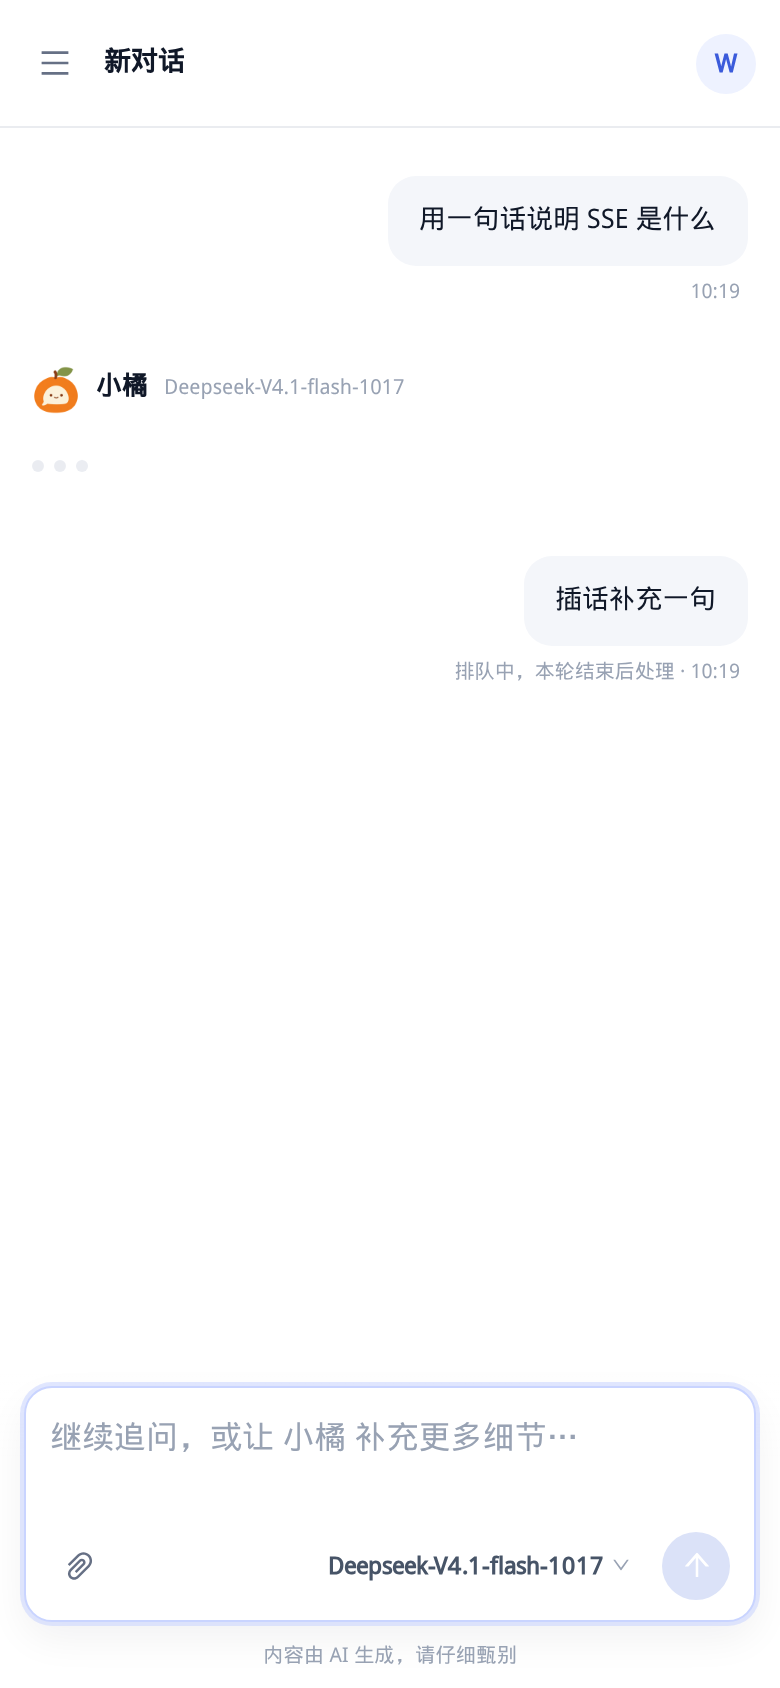 新对话
W
用一句话说明 SSE 是什么
10:19
小橘 Deepseek-V4.1-flash-1017
插话补充一句
排队中，本轮结束后处理 · 10:19
继续追问，或让 小橘 补充更多细节…
Deepseek-V4.1-flash-1017
内容由 AI 生成，请仔细甄别